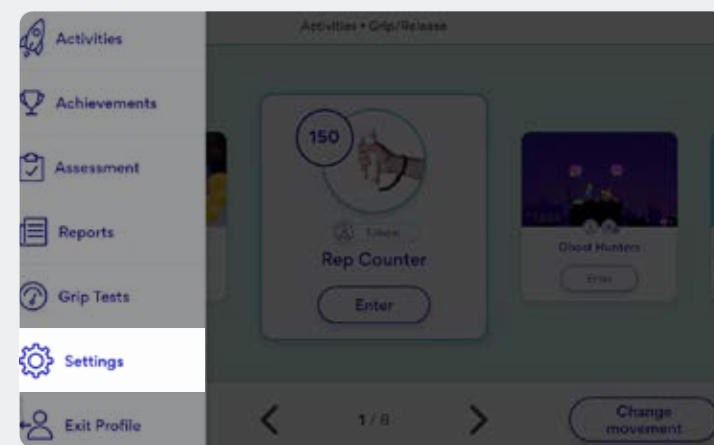 Activities
Achievements
Assessment
Reports
Grip Tests
Settings
Exit Profile
Activities • Grip/Release
150
Rep Counter
Enter
Ghost Hunters
Enter
1 / 8
Change
movement